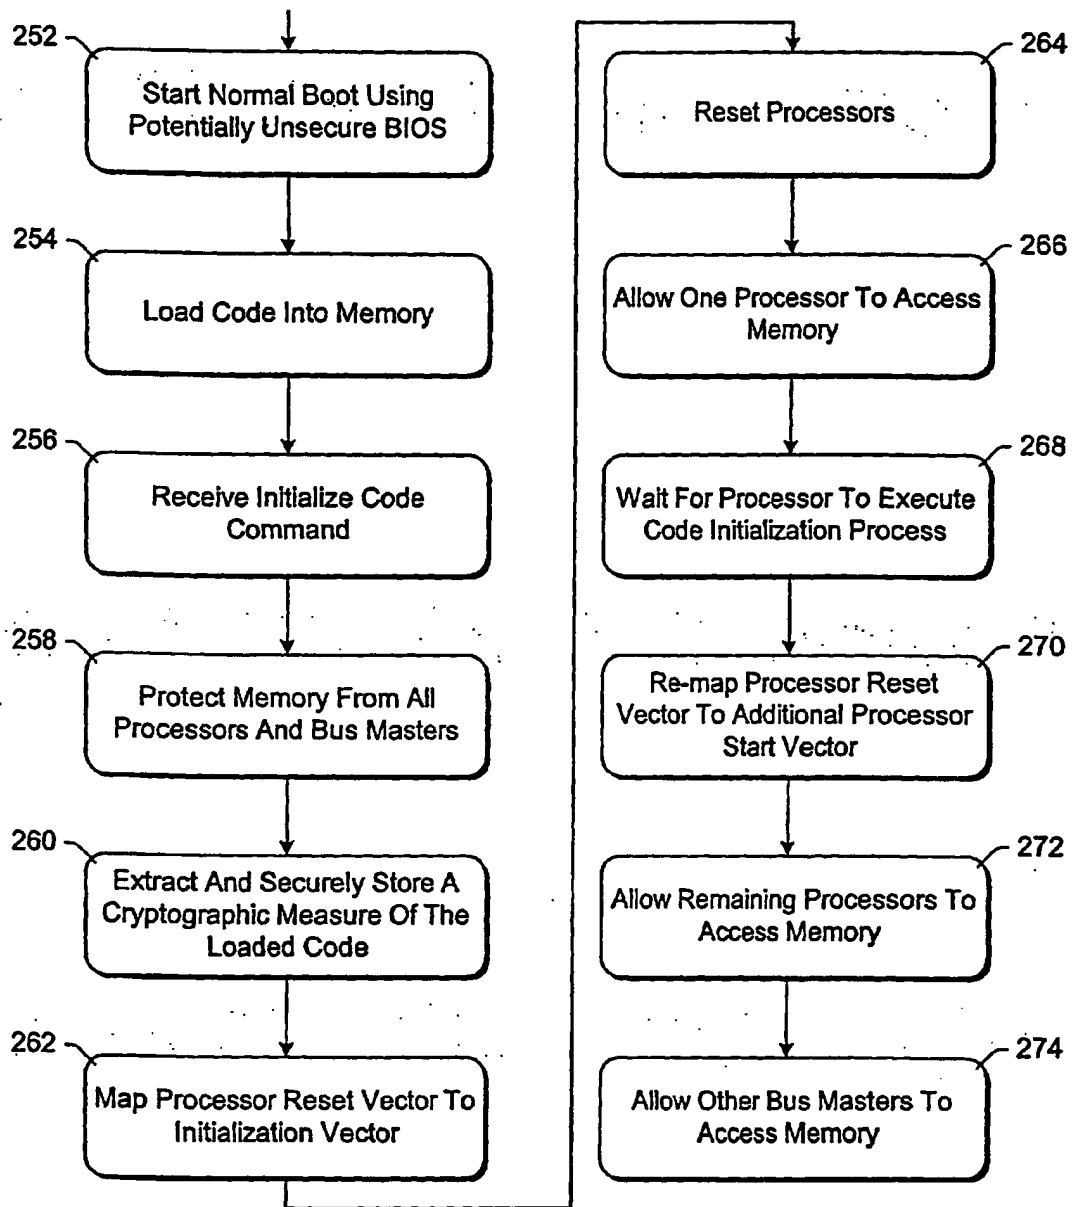 252
Start Normal Boot Using
Potentially Unsecure BIOS
254
Load Code Into Memory
256
Receive Initialize Code
Command
258
Protect Memory From All
Processors And Bus Masters
260
Extract And Securely Store A
Cryptographic Measure Of The
Loaded Code
262
Map Processor Reset Vector To
Initialization Vector
264
Reset Processors
266
Allow One Processor To Access
Memory
268
Wait For Processor To Execute
Code Initialization Process
270
Re-map Processor Reset
Vector To Additional Processor
Start Vector
272
Allow Remaining Processors To
Access Memory
274
Allow Other Bus Masters To
Access Memory